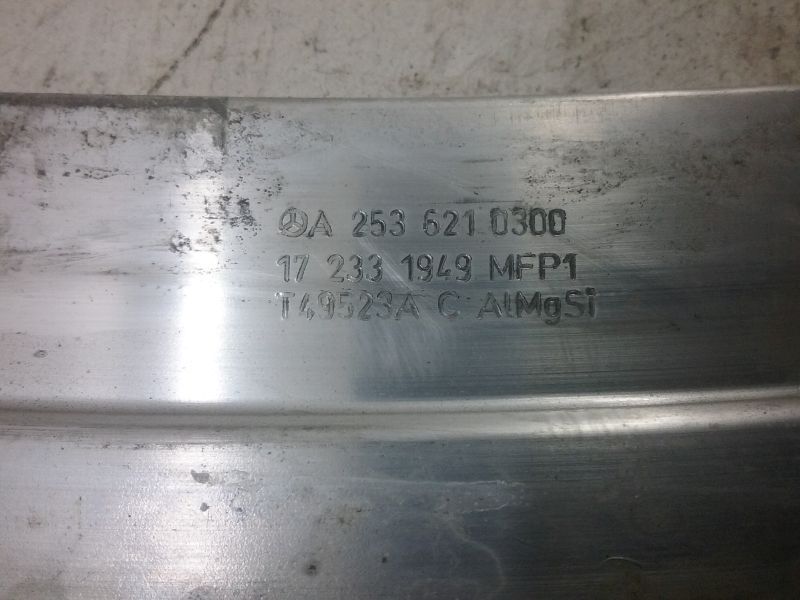 A 253 621 0300
17 233 1949 MFP1
T49523A C AlMgSi